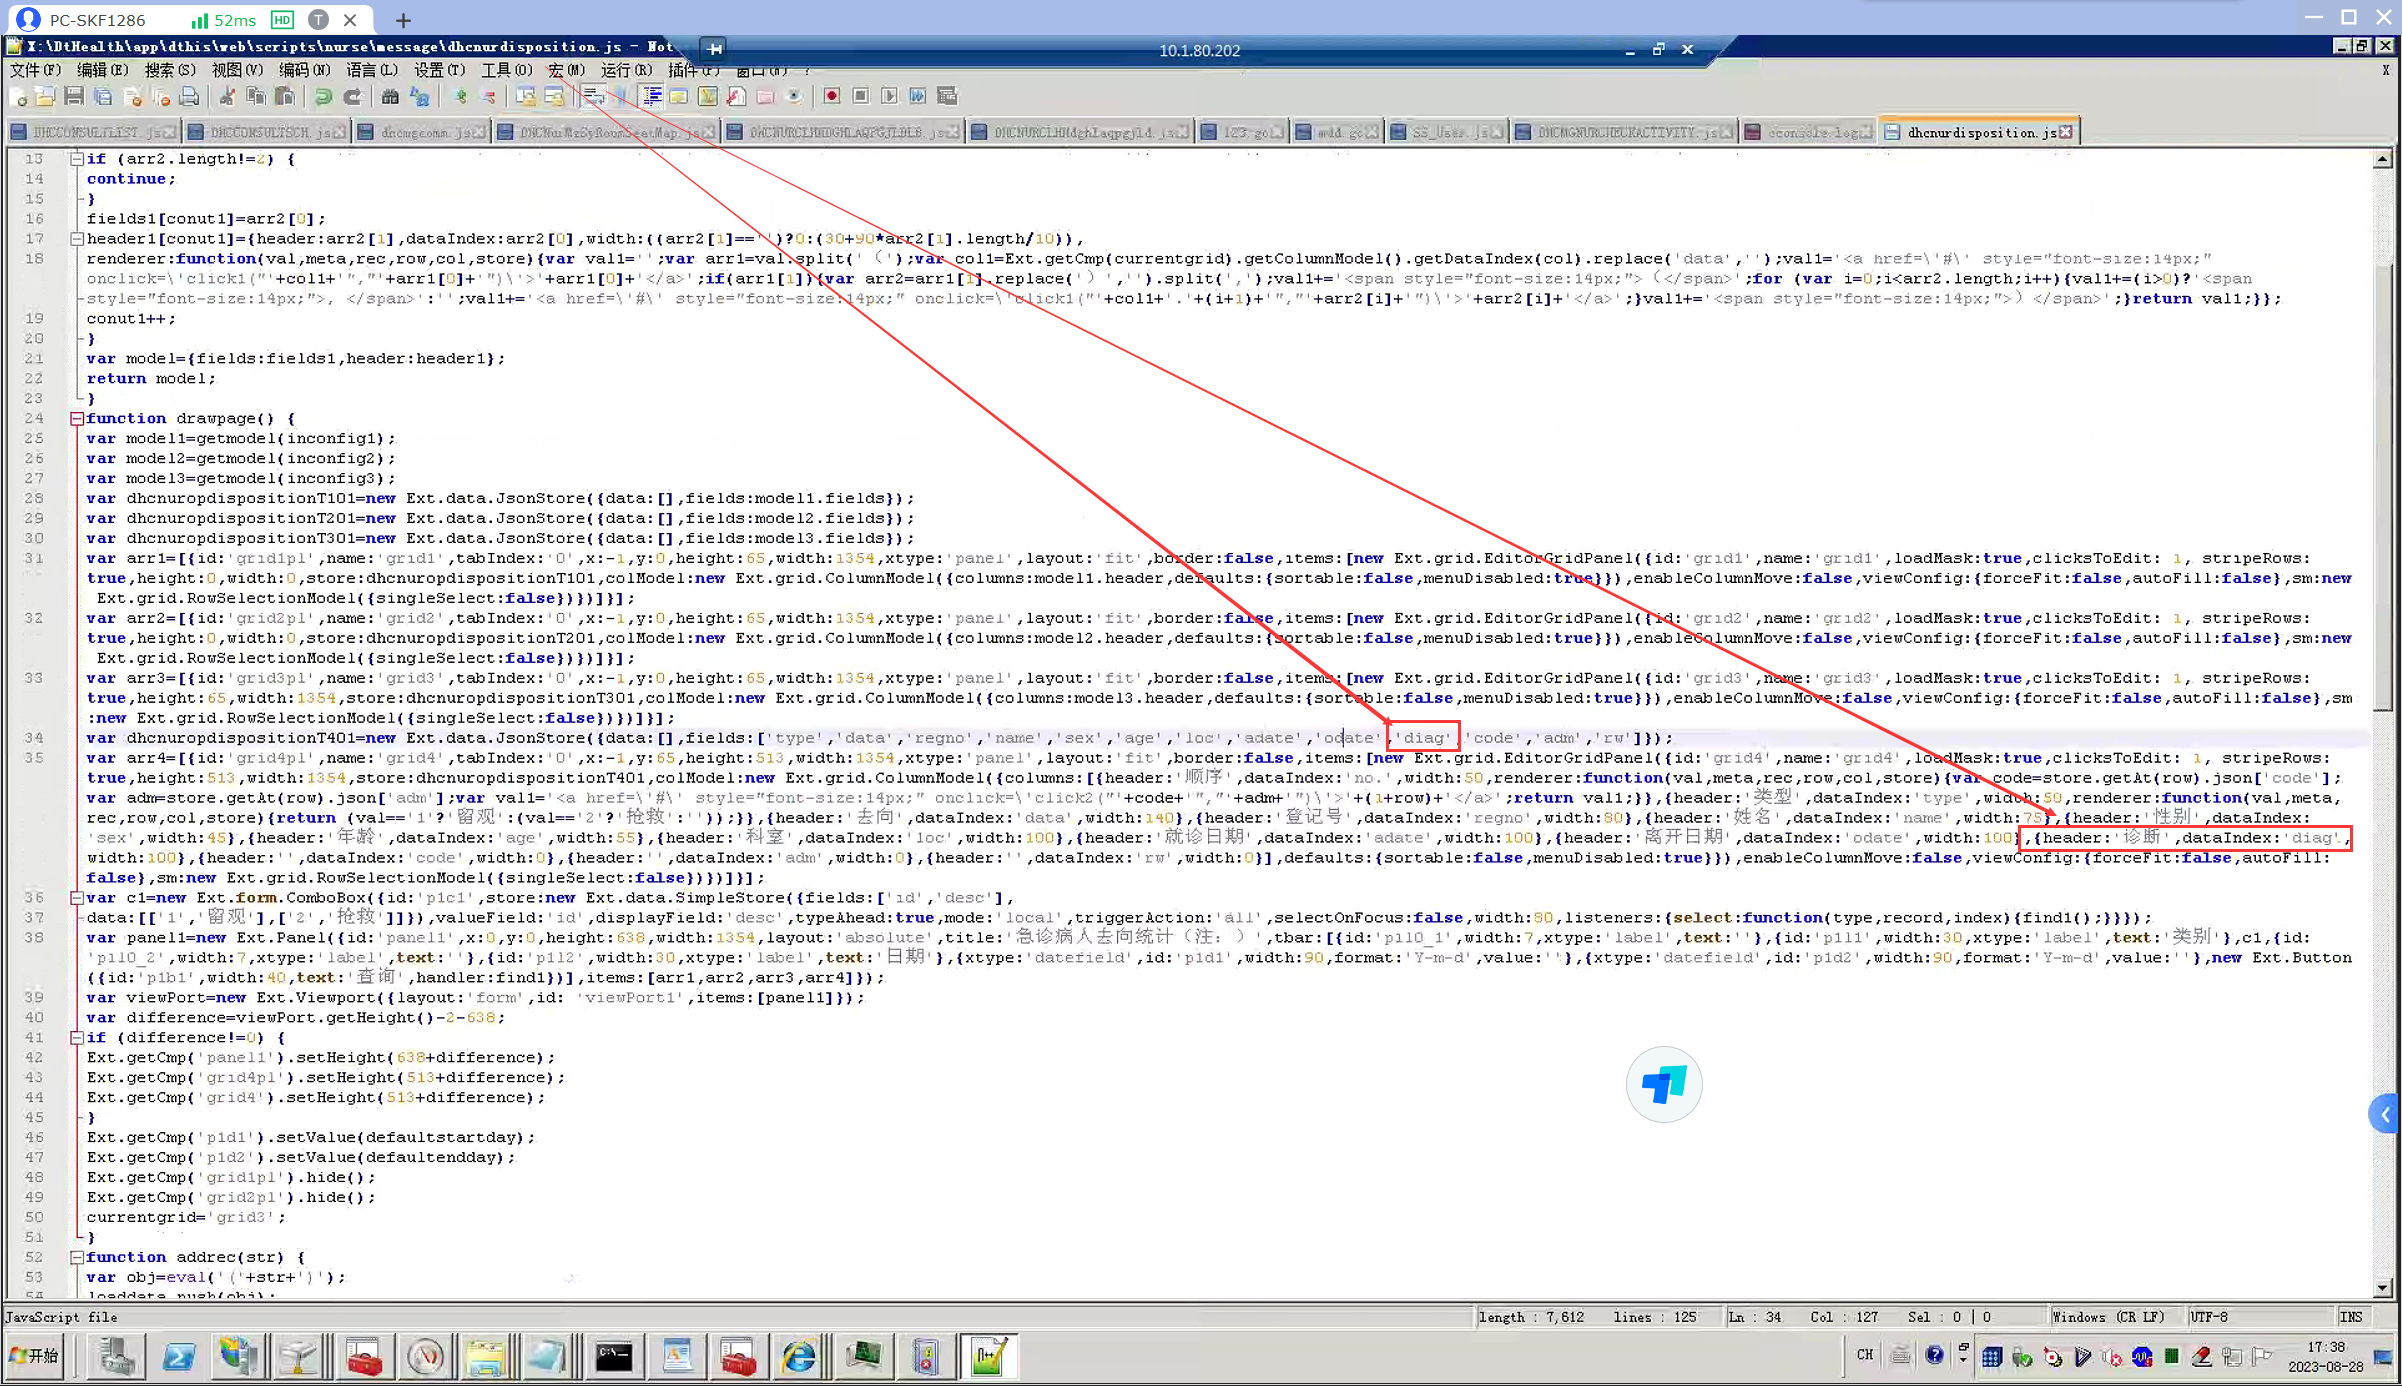 PC-SKF1286 52ms HD T
X:\DtHealth\app\dthis\web\scripts\nurse\message\dhcnurdisposition.js - Not
10.1.80.202
文件(F) 编辑(E) 搜索(S) 视图(V) 编码(N) 语言(L) 设置(T) 工具(O) 宏(M) 运行(R) 插件(P) 窗口(W) ? X
DHCCONSULTLIST.js DHCCONSULTSCH.js dhcmgcomm.js DHCNurMzSyRoomSeatMap.js DHCNURCLHHDGHLAQPGJLDLB.js DHCNURCLHHdghLaqpgjld.js 123.gof mdd.gof SS_User.js DHCMGNURCHECKACTIVITY.js cconsole.log dhcnurdisposition.js
13 if (arr2.length!=2) {
14 continue;
15 }
16 fields1[conut1]=arr2[0];
17 header1[conut1]={header:arr2[1],dataIndex:arr2[0],width:((arr2[1]=='')?0:(30+90*arr2[1].length/10)),
18 renderer:function(val,meta,rec,row,col,store){var val1='';var arr1=val.split('（');var col1=Ext.getCmp(currentgrid).getColumnModel().getDataIndex(col).replace('data','');val1='<a href=\'#\' style="font-size:14px;"
onclick=\'click1("'+col1+'","'+arr1[0]+'")\'>'+arr1[0]+'</a>';if(arr1[1]){var arr2=arr1[1].replace('）','').split(',');val1+='<span style="font-size:14px;">（</span>';for (var i=0;i<arr2.length;i++){val1+=(i>0)?'<span
style="font-size:14px;">, </span>':'';val1+='<a href=\'#\' style="font-size:14px;" onclick=\'click1("'+col1+'.'+(i+1)+'","'+arr2[i]+'")\'>'+arr2[i]+'</a>';}val1+='<span style="font-size:14px;">）</span>';}return val1;}};
19 conut1++;
20 }
21 var model={fields:fields1,header:header1};
22 return model;
23 }
24 function drawpage() {
25 var model1=getmodel(inconfig1);
26 var model2=getmodel(inconfig2);
27 var model3=getmodel(inconfig3);
28 var dhcnuropdispositionT101=new Ext.data.JsonStore({data:[],fields:model1.fields});
29 var dhcnuropdispositionT201=new Ext.data.JsonStore({data:[],fields:model2.fields});
30 var dhcnuropdispositionT301=new Ext.data.JsonStore({data:[],fields:model3.fields});
31 var arr1=[{id:'grid1pl',name:'grid1',tabIndex:'0',x:-1,y:0,height:65,width:1354,xtype:'panel',layout:'fit',border:false,items:[new Ext.grid.EditorGridPanel({id:'grid1',name:'grid1',loadMask:true,clicksToEdit: 1, stripeRows:
true,height:0,width:0,store:dhcnuropdispositionT101,colModel:new Ext.grid.ColumnModel({columns:model1.header,defaults:{sortable:false,menuDisabled:true}}),enableColumnMove:false,viewConfig:{forceFit:false,autoFill:false},sm:new
Ext.grid.RowSelectionModel({singleSelect:false})})]}];
32 var arr2=[{id:'grid2pl',name:'grid2',tabIndex:'0',x:-1,y:0,height:65,width:1354,xtype:'panel',layout:'fit',border:false,items:[new Ext.grid.EditorGridPanel({id:'grid2',name:'grid2',loadMask:true,clicksToEdit: 1, stripeRows:
true,height:0,width:0,store:dhcnuropdispositionT201,colModel:new Ext.grid.ColumnModel({columns:model2.header,defaults:{sortable:false,menuDisabled:true}}),enableColumnMove:false,viewConfig:{forceFit:false,autoFill:false},sm:new
Ext.grid.RowSelectionModel({singleSelect:false})})]}];
33 var arr3=[{id:'grid3pl',name:'grid3',tabIndex:'0',x:-1,y:0,height:65,width:1354,xtype:'panel',layout:'fit',border:false,items:[new Ext.grid.EditorGridPanel({id:'grid3',name:'grid3',loadMask:true,clicksToEdit: 1, stripeRows:
true,height:65,width:1354,store:dhcnuropdispositionT301,colModel:new Ext.grid.ColumnModel({columns:model3.header,defaults:{sortable:false,menuDisabled:true}}),enableColumnMove:false,viewConfig:{forceFit:false,autoFill:false},sm
:new Ext.grid.RowSelectionModel({singleSelect:false})})]}];
34 var dhcnuropdispositionT401=new Ext.data.JsonStore({data:[],fields:['type','data','regno','name','sex','age','loc','adate','odate','diag','code','adm','rw']});
35 var arr4=[{id:'grid4pl',name:'grid4',tabIndex:'0',x:-1,y:65,height:513,width:1354,xtype:'panel',layout:'fit',border:false,items:[new Ext.grid.EditorGridPanel({id:'grid4',name:'grid4',loadMask:true,clicksToEdit: 1, stripeRows:
true,height:513,width:1354,store:dhcnuropdispositionT401,colModel:new Ext.grid.ColumnModel({columns:[{header:'顺序',dataIndex:'no.',width:50,renderer:function(val,meta,rec,row,col,store){var code=store.getAt(row).json['code'];
var adm=store.getAt(row).json['adm'];var val1='<a href=\'#\' style="font-size:14px;" onclick=\'click2("'+code+'","'+adm+'")\'>'+(1+row)+'</a>';return val1;}},{header:'类型',dataIndex:'type',width:50,renderer:function(val,meta,
rec,row,col,store){return (val=='1'?'留观':(val=='2'?'抢救':''));}},{header:'去向',dataIndex:'data',width:140},{header:'登记号',dataIndex:'regno',width:80},{header:'姓名',dataIndex:'name',width:75},{header:'性别',dataIndex:
'sex',width:45},{header:'年龄',dataIndex:'age',width:55},{header:'科室',dataIndex:'loc',width:100},{header:'就诊日期',dataIndex:'adate',width:100},{header:'离开日期',dataIndex:'odate',width:100},{header:'诊断',dataIndex:'diag',
width:100},{header:'',dataIndex:'code',width:0},{header:'',dataIndex:'adm',width:0},{header:'',dataIndex:'rw',width:0}],defaults:{sortable:false,menuDisabled:true}}),enableColumnMove:false,viewConfig:{forceFit:false,autoFill:
false},sm:new Ext.grid.RowSelectionModel({singleSelect:false})})]}];
36 var c1=new Ext.form.ComboBox({id:'p1c1',store:new Ext.data.SimpleStore({fields:['id','desc'],
37 data:[['1','留观'],['2','抢救']]}),valueField:'id',displayField:'desc',typeAhead:true,mode:'local',triggerAction:'all',selectOnFocus:false,width:80,listeners:{select:function(type,record,index){find1();}}});
38 var panel1=new Ext.Panel({id:'panel1',x:0,y:0,height:638,width:1354,layout:'absolute',title:'急诊病人去向统计（注：）',tbar:[{id:'p1l0_1',width:7,xtype:'label',text:''},{id:'p1l1',width:30,xtype:'label',text:'类别'},c1,{id:
'p1l0_2',width:7,xtype:'label',text:''},{id:'p1l2',width:30,xtype:'label',text:'日期'},{xtype:'datefield',id:'p1d1',width:90,format:'Y-m-d',value:''},{xtype:'datefield',id:'p1d2',width:90,format:'Y-m-d',value:''},new Ext.Button
({id:'p1b1',width:40,text:'查询',handler:find1})],items:[arr1,arr2,arr3,arr4]});
39 var viewPort=new Ext.Viewport({layout:'form',id: 'viewPort1',items:[panel1]});
40 var difference=viewPort.getHeight()-2-638;
41 if (difference!=0) {
42 Ext.getCmp('panel1').setHeight(638+difference);
43 Ext.getCmp('grid4pl').setHeight(513+difference);
44 Ext.getCmp('grid4').setHeight(513+difference);
45 }
46 Ext.getCmp('p1d1').setValue(defaultstartday);
47 Ext.getCmp('p1d2').setValue(defaultendday);
48 Ext.getCmp('grid1pl').hide();
49 Ext.getCmp('grid2pl').hide();
50 currentgrid='grid3';
51 }
52 function addrec(str) {
53 var obj=eval('('+str+')');
54 loaddata.push(obj);
JavaScript file length : 7,612 lines : 125 Ln : 34 Col : 127 Sel : 0 | 0 Windows (CR LF) UTF-8 INS
开始 CH 17:38
2023-08-28